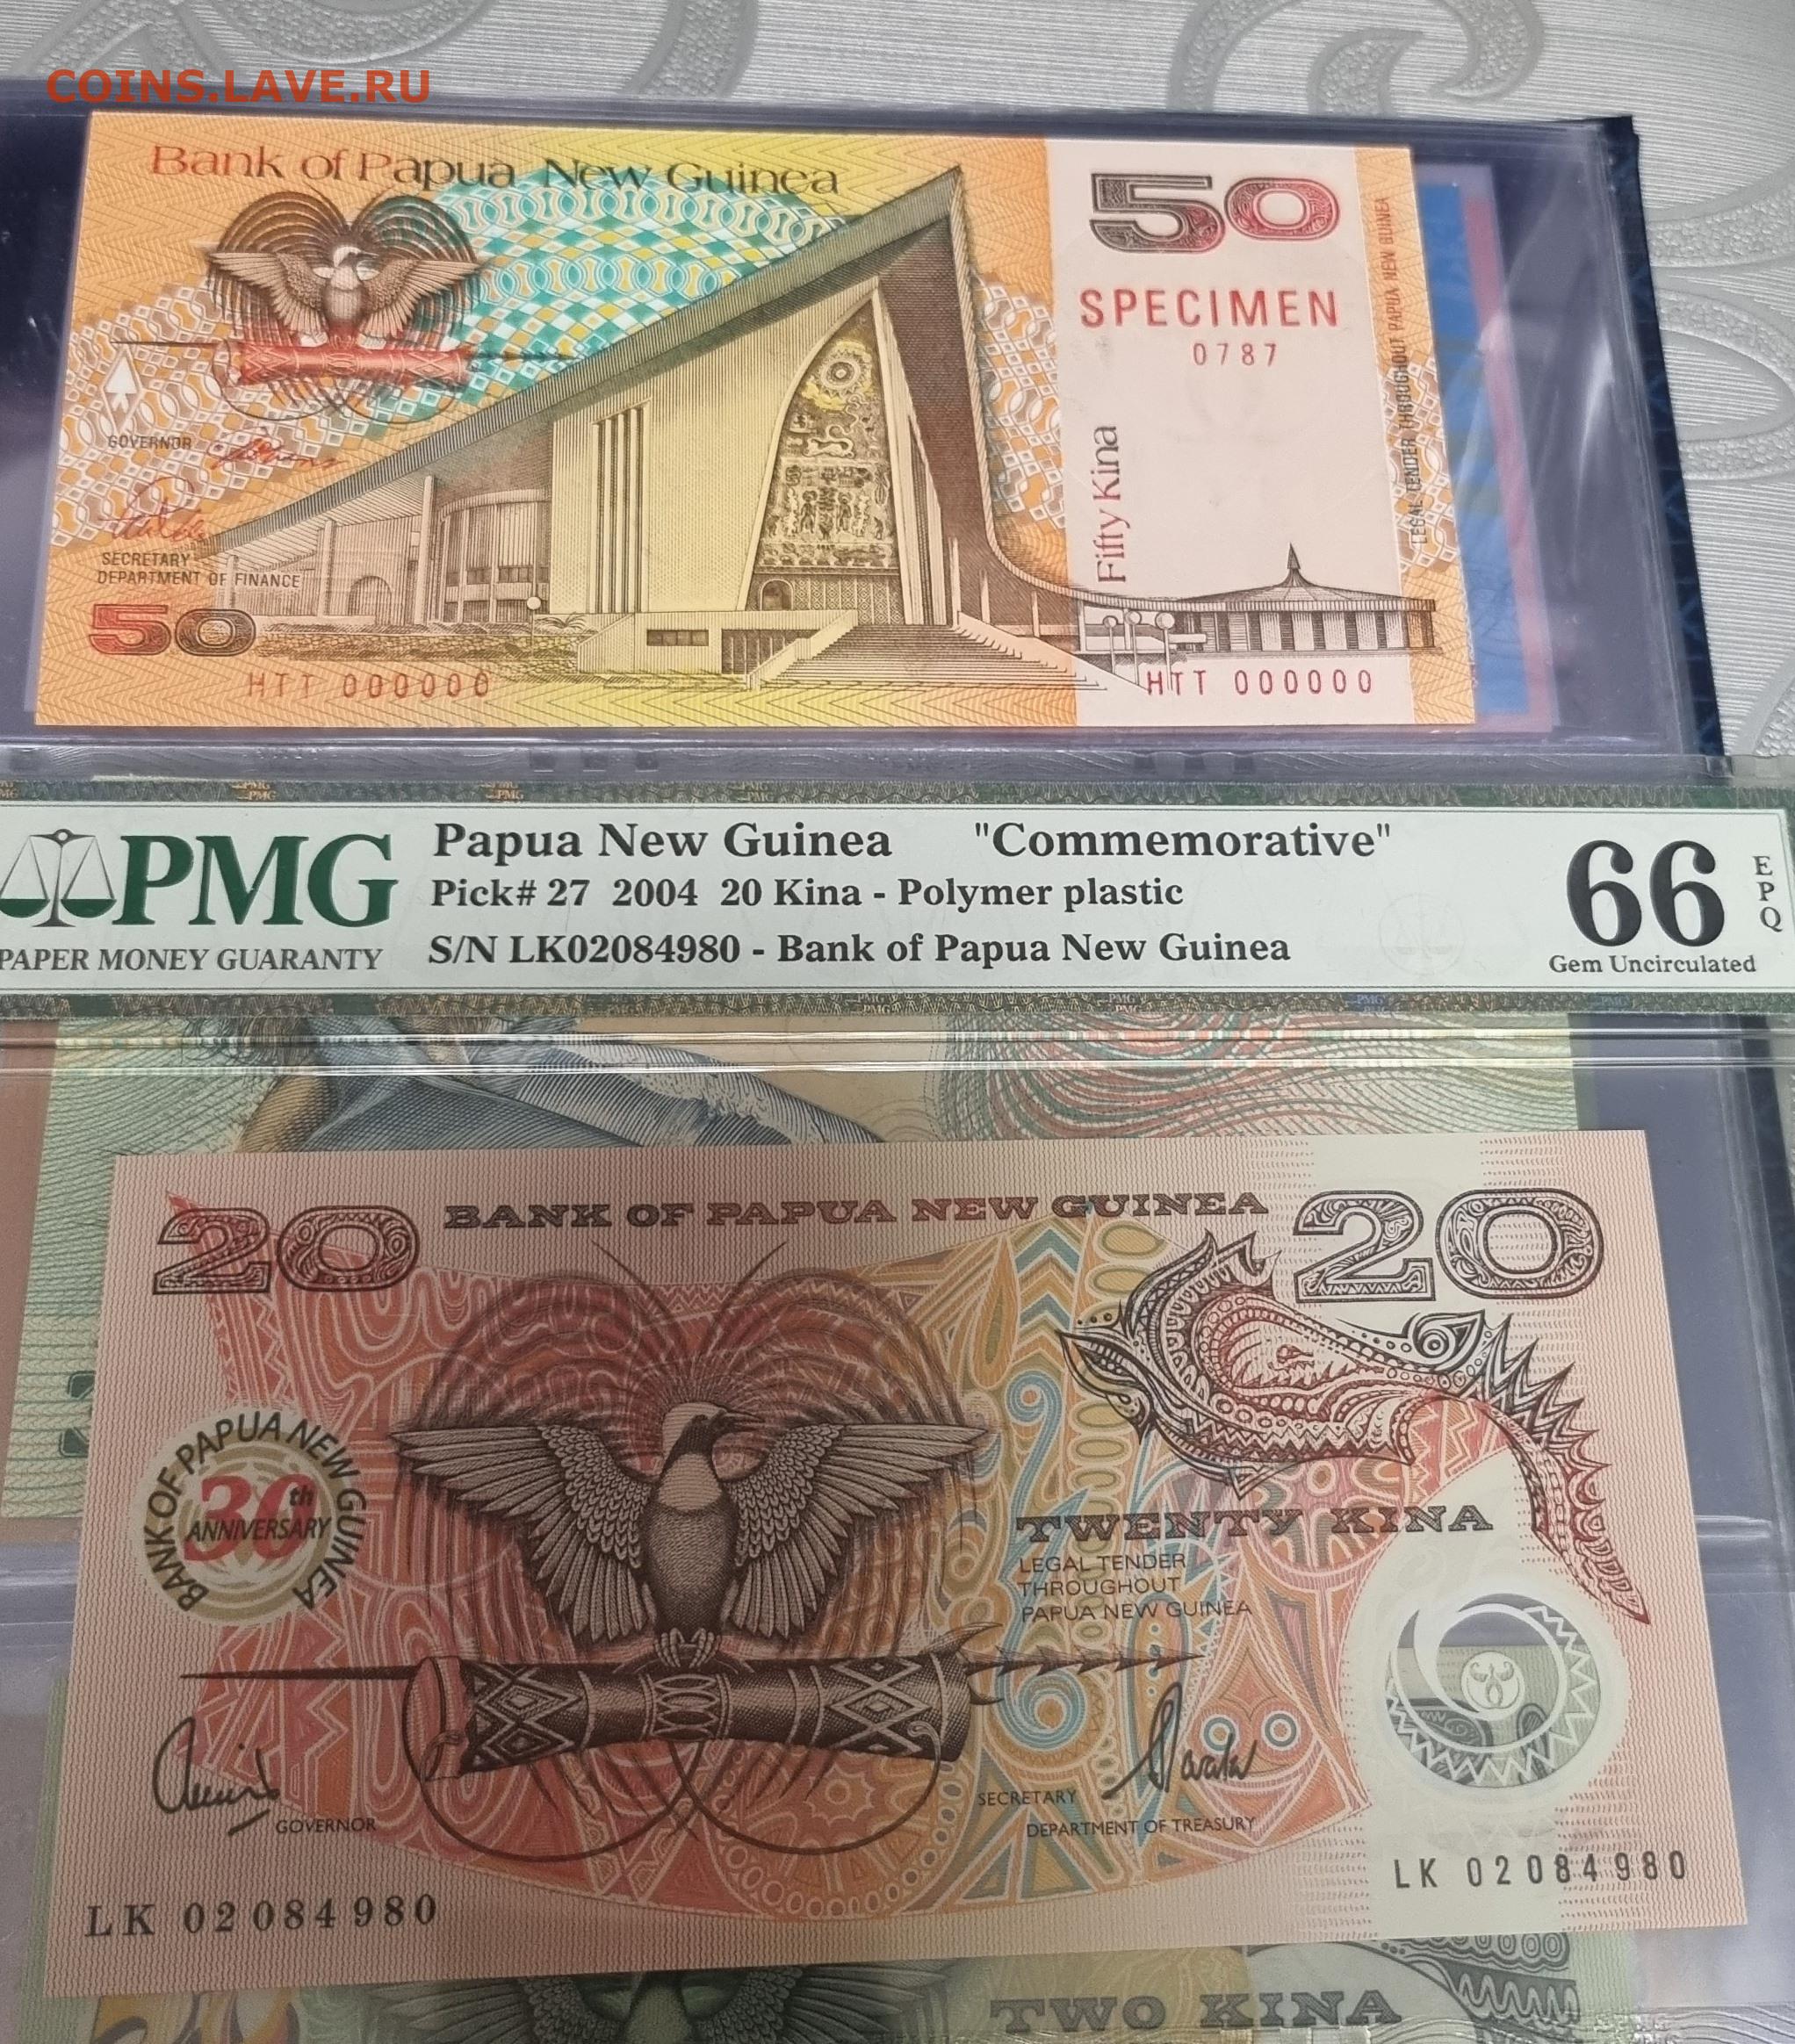 COINS.LAVE.RU
Bank of Papua New Guinea
50
SPECIMEN
0787
Fifty Kina
LEGAL TENDER THROUGHOUT PAPUA NEW GUINEA
GOVERNOR
SECRETARY
DEPARTMENT OF FINANCE
50
HTT 000000
HTT 000000
PMG
PAPER MONEY GUARANTY
Papua New Guinea "Commemorative"
Pick# 27 2004 20 Kina - Polymer plastic
S/N LK02084980 - Bank of Papua New Guinea
66
EPQ
Gem Uncirculated
20
BANK OF PAPUA NEW GUINEA
20
BANK OF PAPUA NEW GUINEA
30th
ANNIVERSARY
TWENTY KINA
LEGAL TENDER
THROUGHOUT
PAPUA NEW GUINEA
GOVERNOR
SECRETARY
DEPARTMENT OF TREASURY
LK 02084980
LK 02084980
TWO KINA